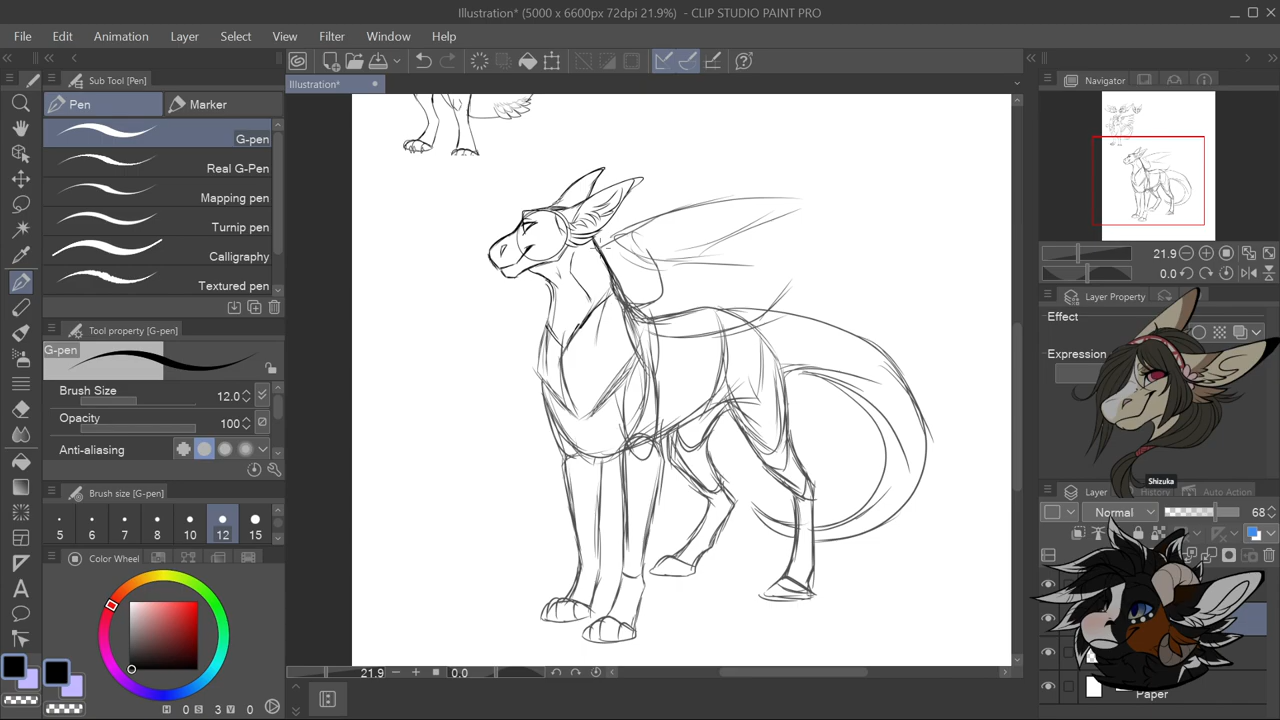 Illustration* (5000 x 6600px 72dpi 21.9%) - CLIP STUDIO PAINT PRO
File Edit Animation Layer Select View Filter Window Help
Sub Tool [Pen]
Illustration*
Navigator
Pen Marker
G-pen
Real G-Pen
Mapping pen
Turnip pen
Calligraphy
Textured pen
21.9
0.0
Layer Property
Effect
Expression
Tool property [G-pen]
G-pen
Brush Size 12.0
Opacity 100
Anti-aliasing
Shizuka
Layer History Auto Action
Normal 68
Brush size [G-pen]
5 6 7 8 10 12 15
Color Wheel
21.9 0.0
Paper
H 0 S 3 V 0